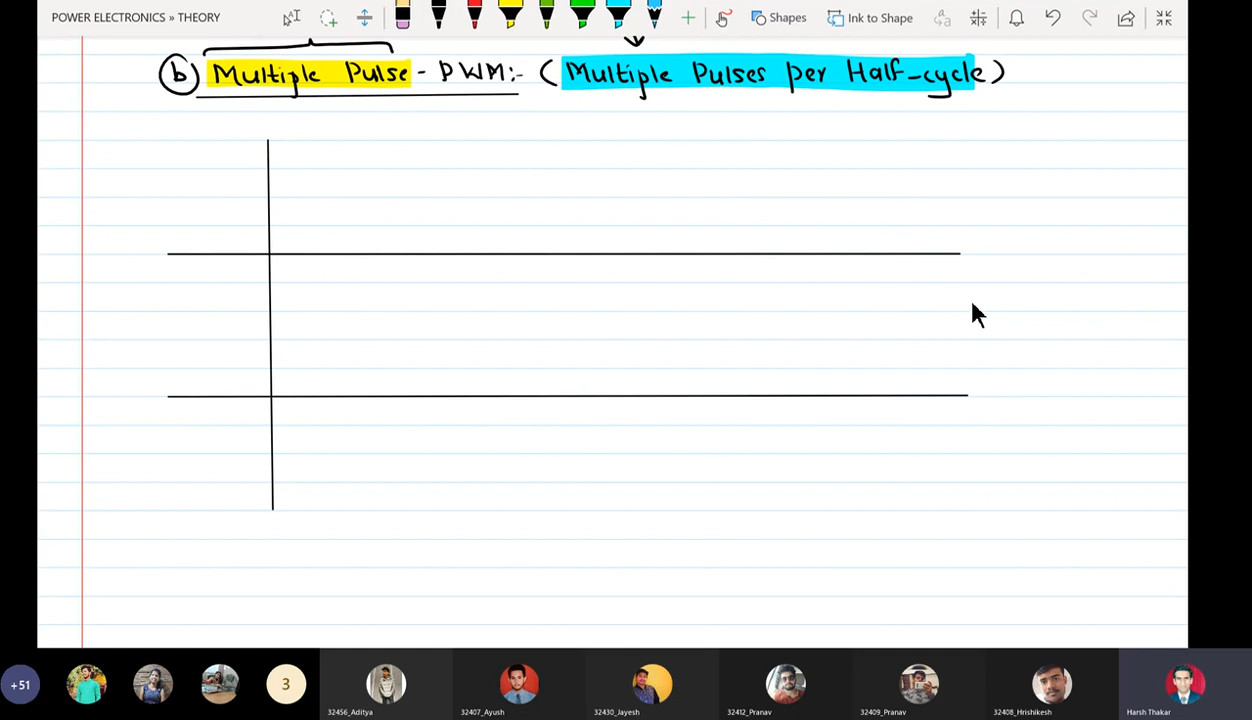 POWER ELECTRONICS » THEORY
Shapes
Ink to Shape
(b) Multiple Pulse - PWM:- (Multiple Pulses per Half-cycle)
+51
3
32456_Aditya
32407_Ayush
32430_Jayesh
32412_Pranav
32409_Pranav
32408_Hrishikesh
Harsh Thakar